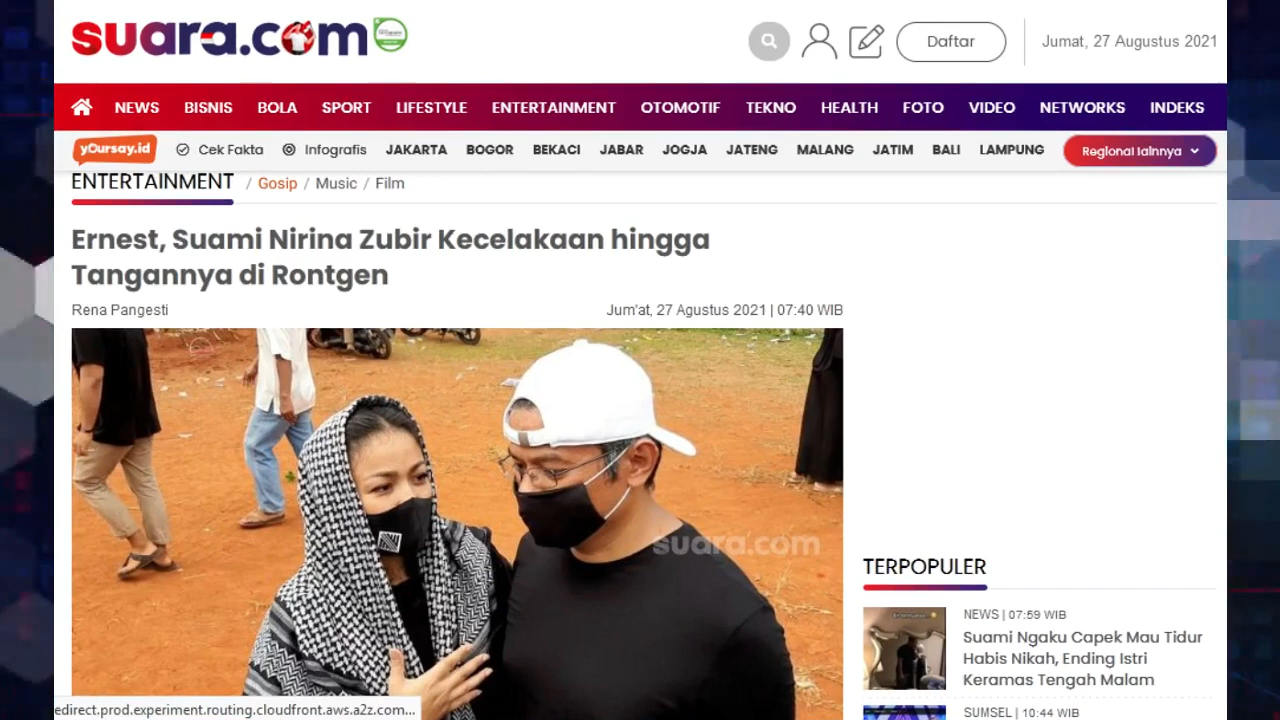 suara.com
Daftar
Jumat, 27 Augustus 2021
NEWS BISNIS BOLA SPORT LIFESTYLE ENTERTAINMENT OTOMOTIF TEKNO HEALTH FOTO VIDEO NETWORKS INDEKS
yOursay.id Cek Fakta Infografis JAKARTA BOGOR BEKACI JABAR JOGJA JATENG MALANG JATIM BALI LAMPUNG Regional lainnya
ENTERTAINMENT / Gosip / Music / Film
Ernest, Suami Nirina Zubir Kecelakaan hingga
Tangannya di Rontgen
Rena Pangesti
Jum'at, 27 Agustus 2021 | 07:40 WIB
suara.com
TERPOPULER
NEWS | 07:59 WIB
Suami Ngaku Capek Mau Tidur
Habis Nikah, Ending Istri
Keramas Tengah Malam
SUMSEL | 10:44 WIB
edirect.prod.experiment.routing.cloudfront.aws.a2z.com...